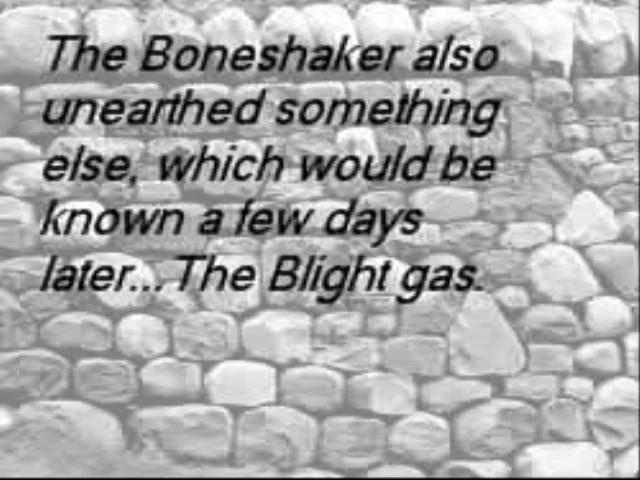 The Boneshaker also
unearthed something
else, which would be
known a few days
later...The Blight gas.